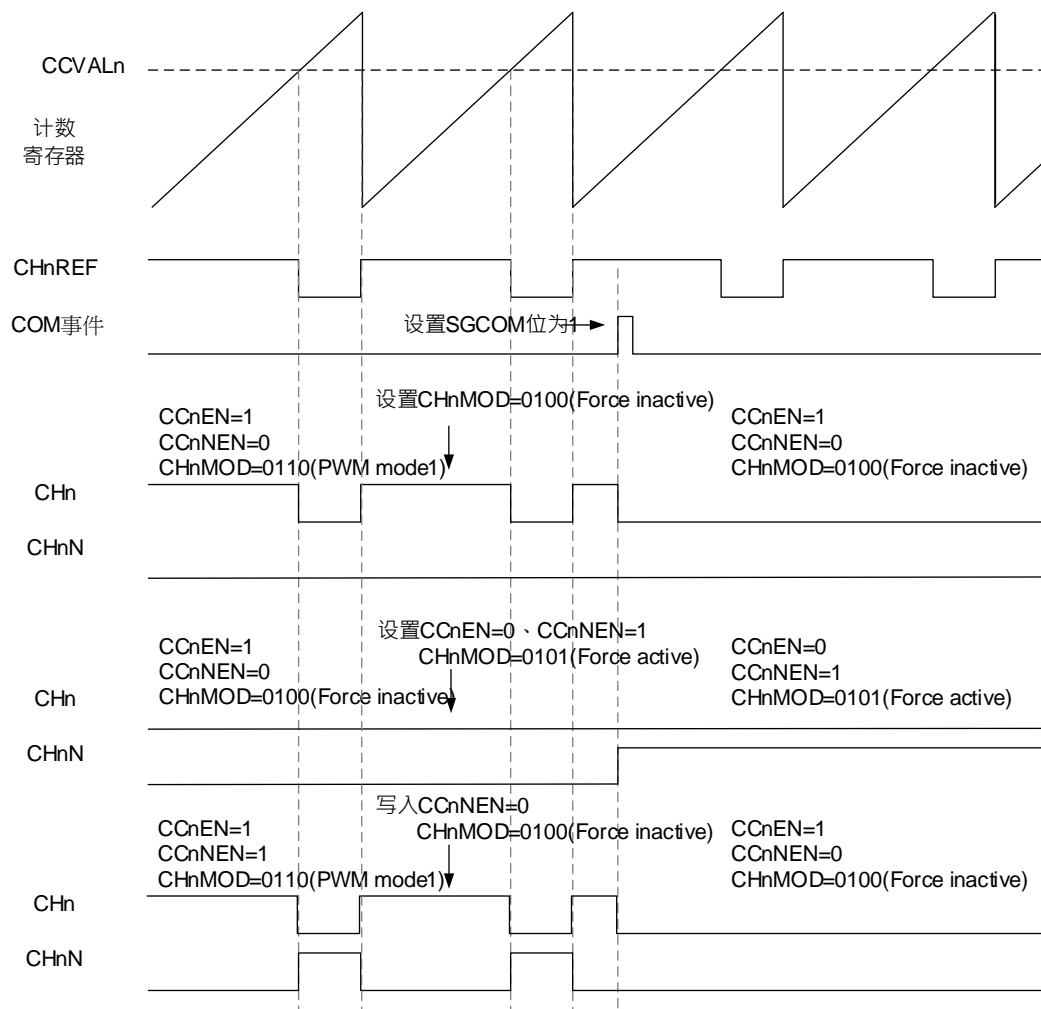 CCVALn
计数
寄存器
CHnREF
COM事件
设置SGCOM位为1
设置CHnMOD=0100(Force inactive)
CCnEN=1
CCnNEN=0
CHnMOD=0110(PWM mode1)
CCnEN=1
CCnNEN=0
CHnMOD=0100(Force inactive)
CHn
CHnN
设置CCnEN=0、CCnNEN=1
CHnMOD=0101(Force active)
CCnEN=1
CCnNEN=0
CHnMOD=0100(Force inactive)
CCnEN=0
CCnNEN=1
CHnMOD=0101(Force active)
CHn
CHnN
写入CCnNEN=0
CHnMOD=0100(Force inactive)
CCnEN=1
CCnNEN=1
CHnMOD=0110(PWM mode1)
CCnEN=1
CCnNEN=0
CHnMOD=0100(Force inactive)
CHn
CHnN